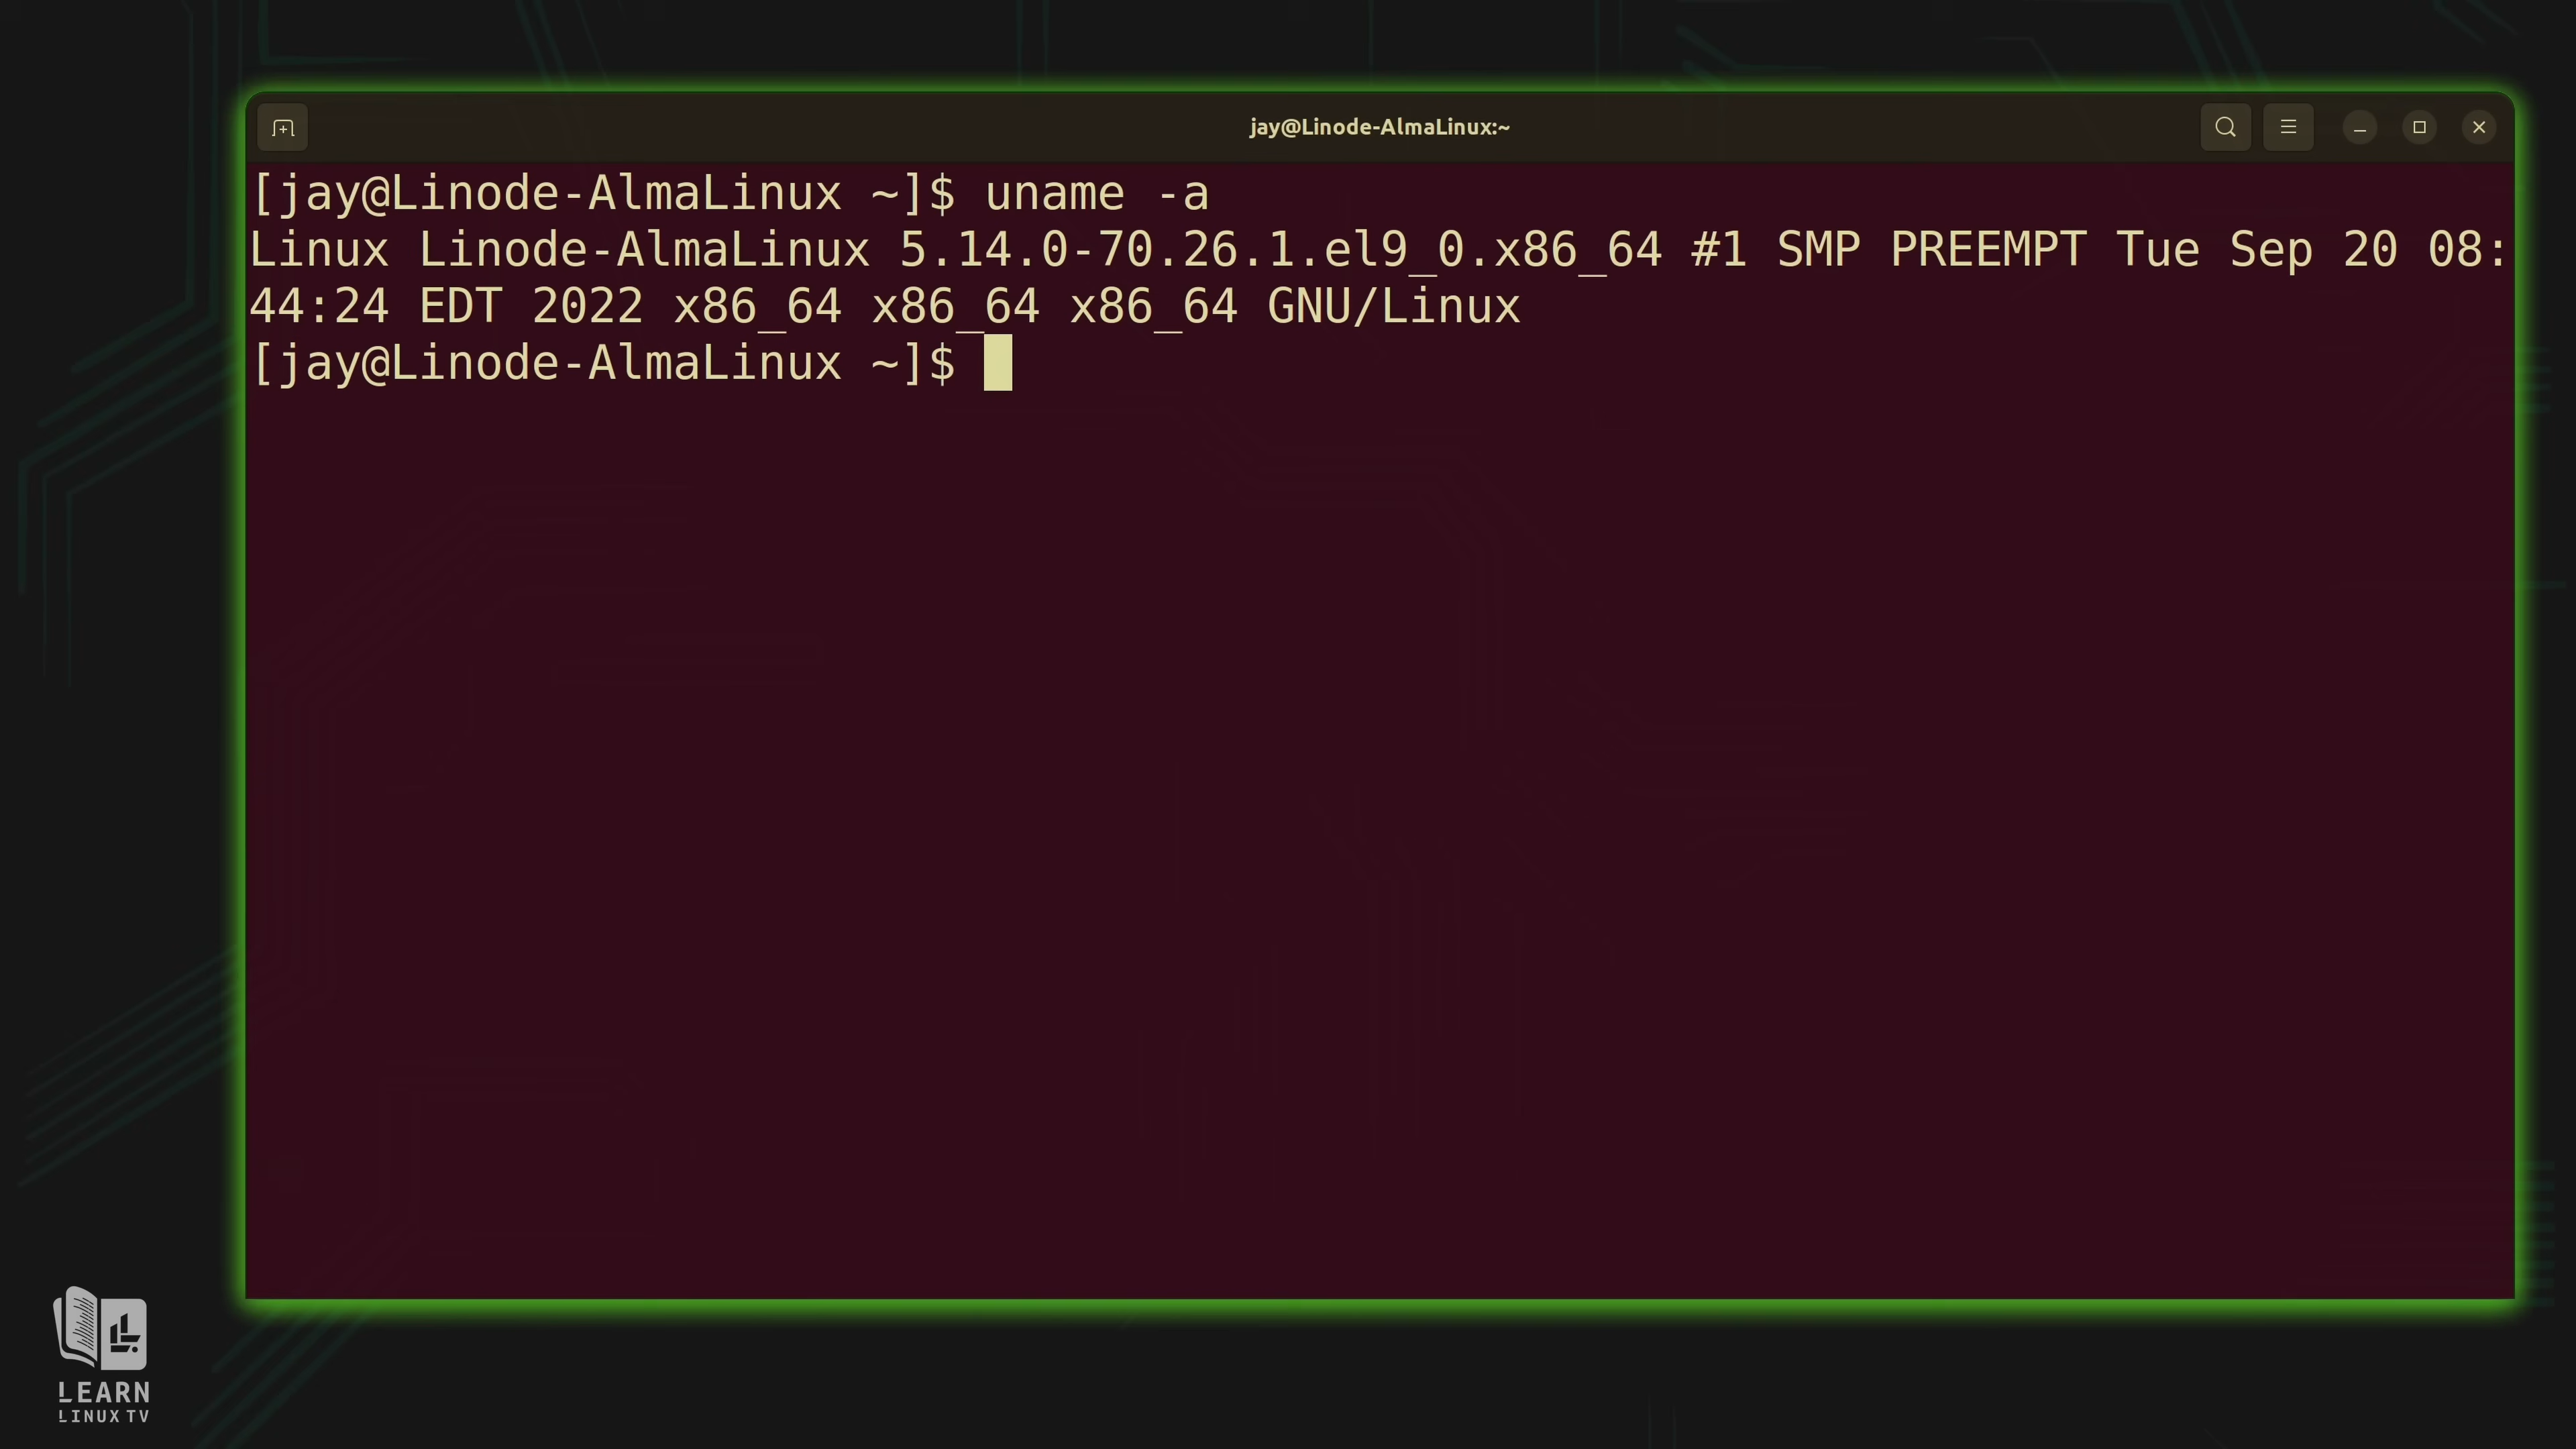 jay@Linode-AlmaLinux:~
[jay@Linode-AlmaLinux ~]$ uname -a
Linux Linode-AlmaLinux 5.14.0-70.26.1.el9_0.x86_64 #1 SMP PREEMPT Tue Sep 20 08:
44:24 EDT 2022 x86_64 x86_64 x86_64 GNU/Linux
[jay@Linode-AlmaLinux ~]$
LEARN
LINUX TV